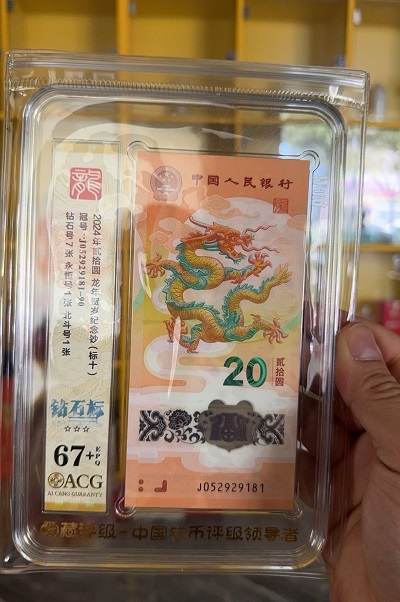 龍
2024年贰拾圆 龙年贺岁纪念钞（标十）
冠号:J052929181-90
钻石号7张 永恒号1张 北斗号1张
钻石标
☆☆☆
67+EPQ
ACG
AI CANG GUARANTY
中国人民银行
20
贰拾圆
J052929181
爱藏评级-中国纸币评级领导者